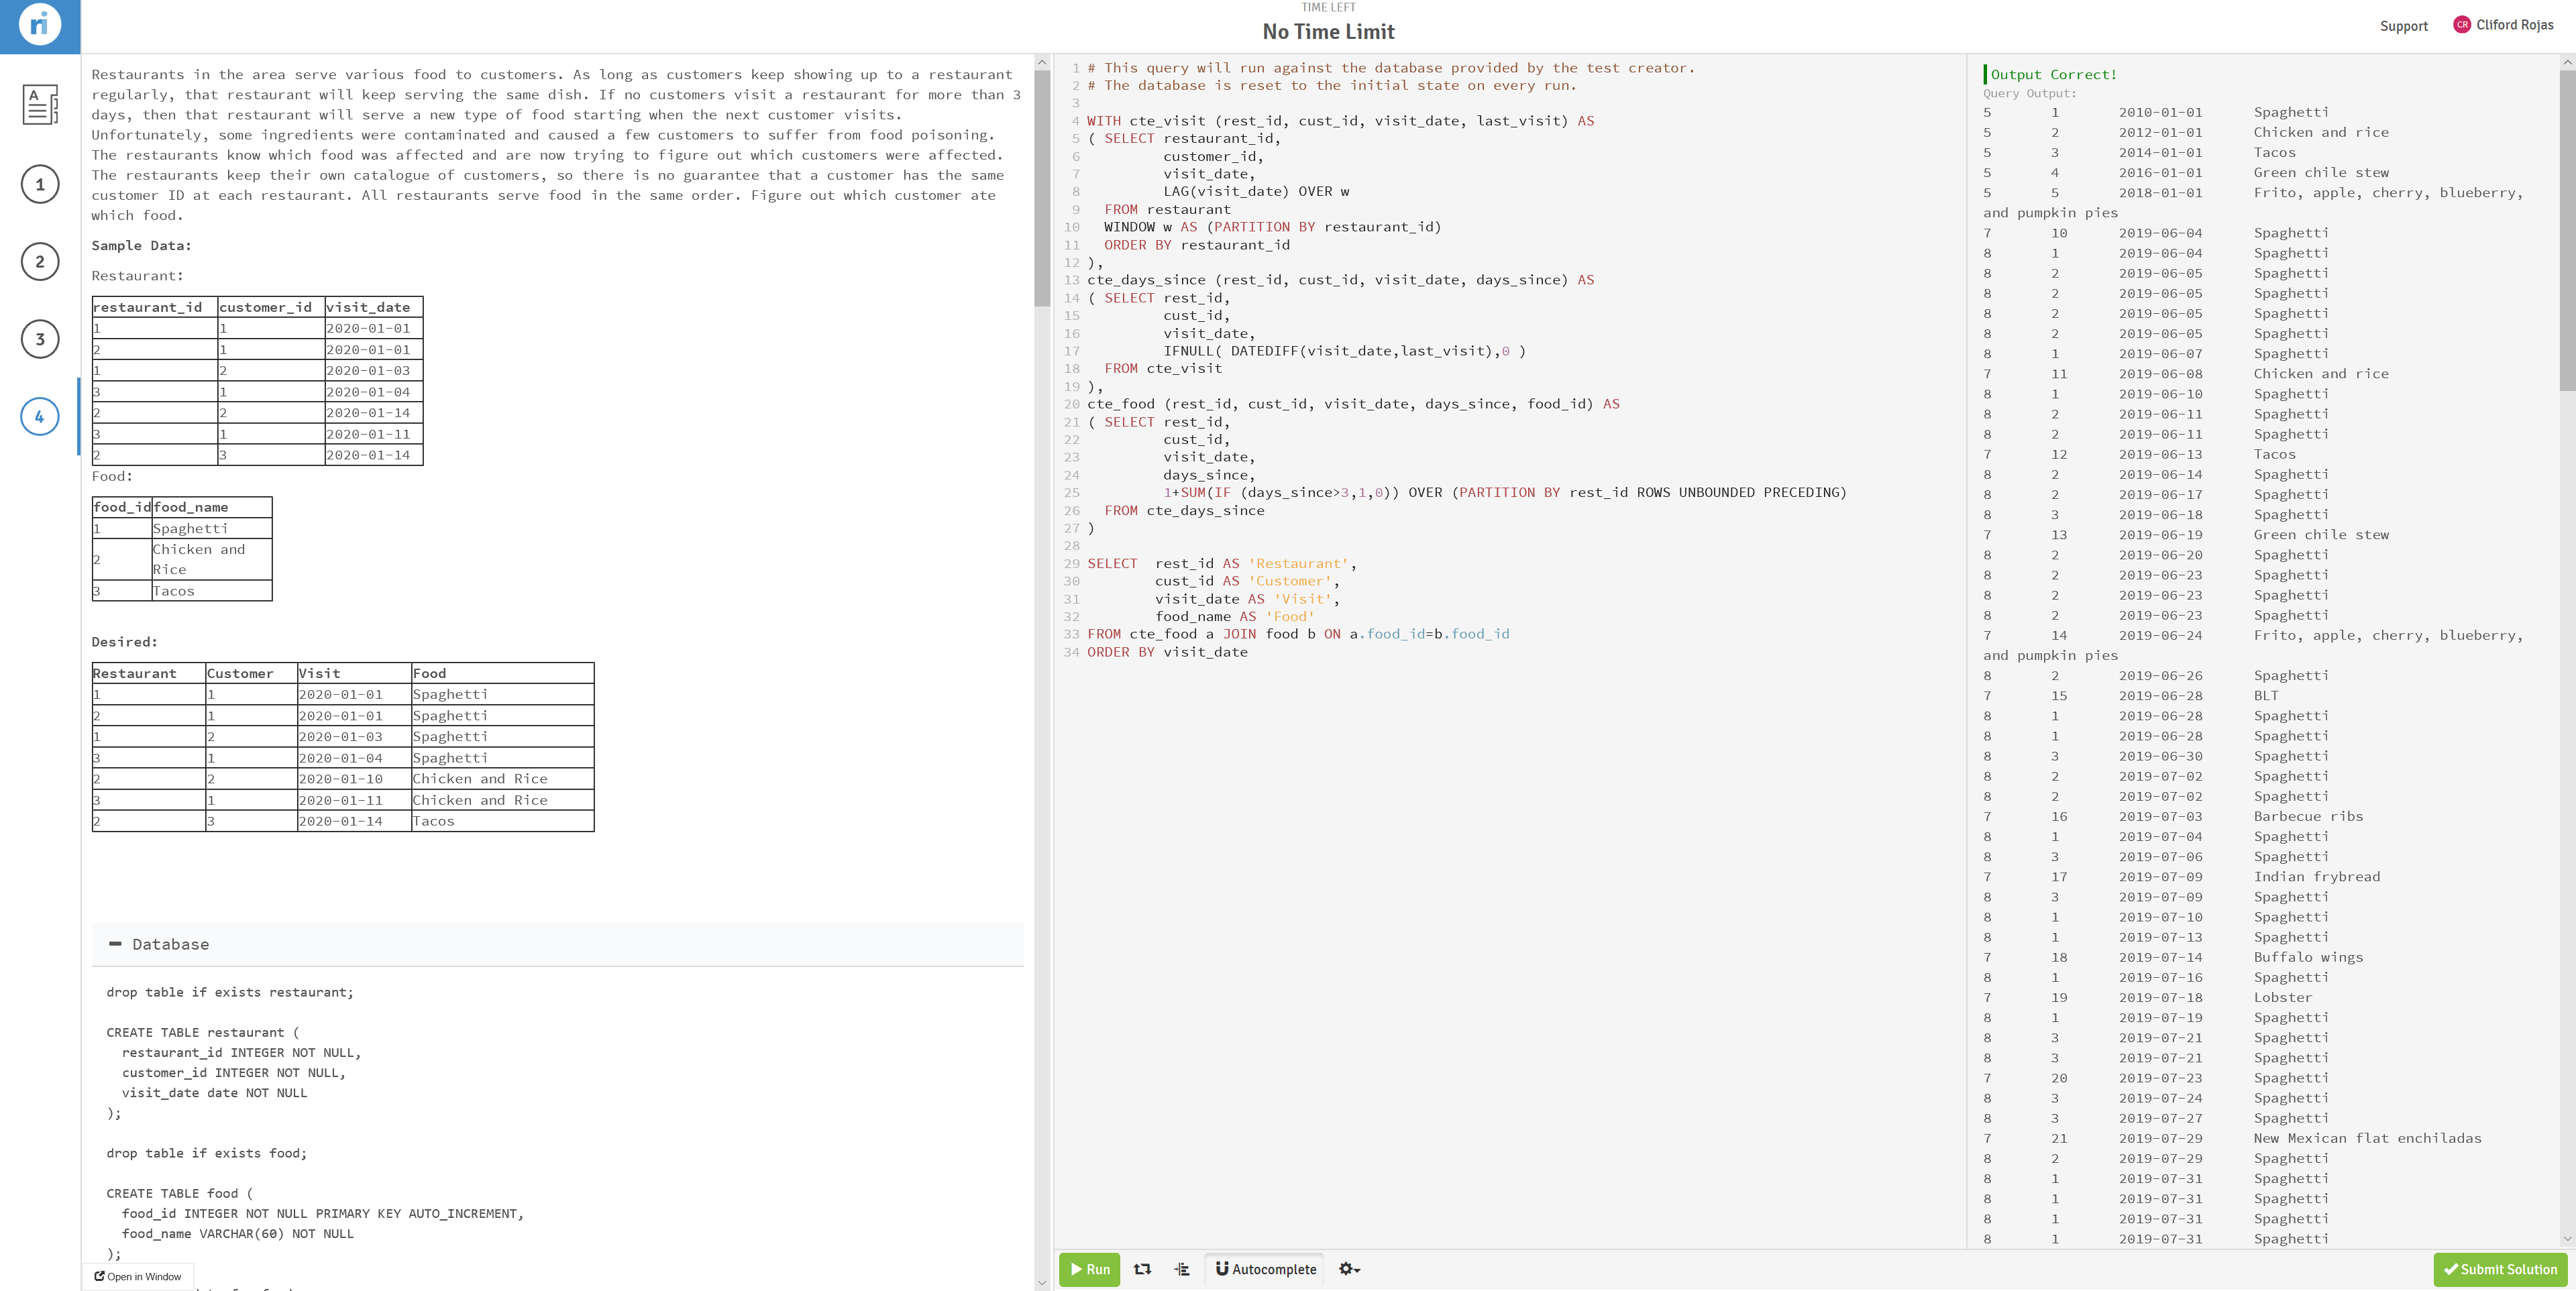 ri
TIME LEFT
No Time Limit
Support
CR Cliford Rojas
A
1
2
3
4
Restaurants in the area serve various food to customers. As long as customers keep showing up to a restaurant
regularly, that restaurant will keep serving the same dish. If no customers visit a restaurant for more than 3
days, then that restaurant will serve a new type of food starting when the next customer visits.
Unfortunately, some ingredients were contaminated and caused a few customers to suffer from food poisoning.
The restaurants know which food was affected and are now trying to figure out which customers were affected.
The restaurants keep their own catalogue of customers, so there is no guarantee that a customer has the same
customer ID at each restaurant. All restaurants serve food in the same order. Figure out which customer ate
which food.
Sample Data:
Restaurant:
restaurant_id customer_id visit_date
1 1 2020-01-01
2 1 2020-01-01
1 2 2020-01-03
3 1 2020-01-04
2 2 2020-01-14
3 1 2020-01-11
2 3 2020-01-14
Food:
food_id food_name
1 Spaghetti
2 Chicken and
Rice
3 Tacos
Desired:
Restaurant Customer Visit Food
1 1 2020-01-01 Spaghetti
2 1 2020-01-01 Spaghetti
1 2 2020-01-03 Spaghetti
3 1 2020-01-04 Spaghetti
2 2 2020-01-10 Chicken and Rice
3 1 2020-01-11 Chicken and Rice
2 3 2020-01-14 Tacos
Database
drop table if exists restaurant;
CREATE TABLE restaurant (
restaurant_id INTEGER NOT NULL,
customer_id INTEGER NOT NULL,
visit_date date NOT NULL
);
drop table if exists food;
CREATE TABLE food (
food_id INTEGER NOT NULL PRIMARY KEY AUTO_INCREMENT,
food_name VARCHAR(60) NOT NULL
);
Open in Window
1 # This query will run against the database provided by the test creator.
2 # The database is reset to the initial state on every run.
3
4 WITH cte_visit (rest_id, cust_id, visit_date, last_visit) AS
5 ( SELECT restaurant_id,
6 customer_id,
7 visit_date,
8 LAG(visit_date) OVER w
9 FROM restaurant
10 WINDOW w AS (PARTITION BY restaurant_id)
11 ORDER BY restaurant_id
12 ),
13 cte_days_since (rest_id, cust_id, visit_date, days_since) AS
14 ( SELECT rest_id,
15 cust_id,
16 visit_date,
17 IFNULL( DATEDIFF(visit_date,last_visit),0 )
18 FROM cte_visit
19 ),
20 cte_food (rest_id, cust_id, visit_date, days_since, food_id) AS
21 ( SELECT rest_id,
22 cust_id,
23 visit_date,
24 days_since,
25 1+SUM(IF (days_since>3,1,0)) OVER (PARTITION BY rest_id ROWS UNBOUNDED PRECEDING)
26 FROM cte_days_since
27 )
28
29 SELECT rest_id AS 'Restaurant',
30 cust_id AS 'Customer',
31 visit_date AS 'Visit',
32 food_name AS 'Food'
33 FROM cte_food a JOIN food b ON a.food_id=b.food_id
34 ORDER BY visit_date
Run
Autocomplete
Output Correct!
Query Output:
5 1 2010-01-01 Spaghetti
5 2 2012-01-01 Chicken and rice
5 3 2014-01-01 Tacos
5 4 2016-01-01 Green chile stew
5 5 2018-01-01 Frito, apple, cherry, blueberry,
and pumpkin pies
7 10 2019-06-04 Spaghetti
8 1 2019-06-04 Spaghetti
8 2 2019-06-05 Spaghetti
8 2 2019-06-05 Spaghetti
8 2 2019-06-05 Spaghetti
8 2 2019-06-05 Spaghetti
8 1 2019-06-07 Spaghetti
7 11 2019-06-08 Chicken and rice
8 1 2019-06-10 Spaghetti
8 2 2019-06-11 Spaghetti
8 2 2019-06-11 Spaghetti
7 12 2019-06-13 Tacos
8 2 2019-06-14 Spaghetti
8 2 2019-06-17 Spaghetti
8 3 2019-06-18 Spaghetti
7 13 2019-06-19 Green chile stew
8 2 2019-06-20 Spaghetti
8 2 2019-06-23 Spaghetti
8 2 2019-06-23 Spaghetti
8 2 2019-06-23 Spaghetti
7 14 2019-06-24 Frito, apple, cherry, blueberry,
and pumpkin pies
8 2 2019-06-26 Spaghetti
7 15 2019-06-28 BLT
8 1 2019-06-28 Spaghetti
8 1 2019-06-28 Spaghetti
8 3 2019-06-30 Spaghetti
8 2 2019-07-02 Spaghetti
8 2 2019-07-02 Spaghetti
7 16 2019-07-03 Barbecue ribs
8 1 2019-07-04 Spaghetti
8 3 2019-07-06 Spaghetti
7 17 2019-07-09 Indian frybread
8 3 2019-07-09 Spaghetti
8 1 2019-07-10 Spaghetti
8 1 2019-07-13 Spaghetti
7 18 2019-07-14 Buffalo wings
8 1 2019-07-16 Spaghetti
7 19 2019-07-18 Lobster
8 1 2019-07-19 Spaghetti
8 3 2019-07-21 Spaghetti
8 3 2019-07-21 Spaghetti
7 20 2019-07-23 Spaghetti
8 3 2019-07-24 Spaghetti
8 3 2019-07-27 Spaghetti
7 21 2019-07-29 New Mexican flat enchiladas
8 2 2019-07-29 Spaghetti
8 1 2019-07-31 Spaghetti
8 1 2019-07-31 Spaghetti
8 1 2019-07-31 Spaghetti
8 1 2019-07-31 Spaghetti
Submit Solution